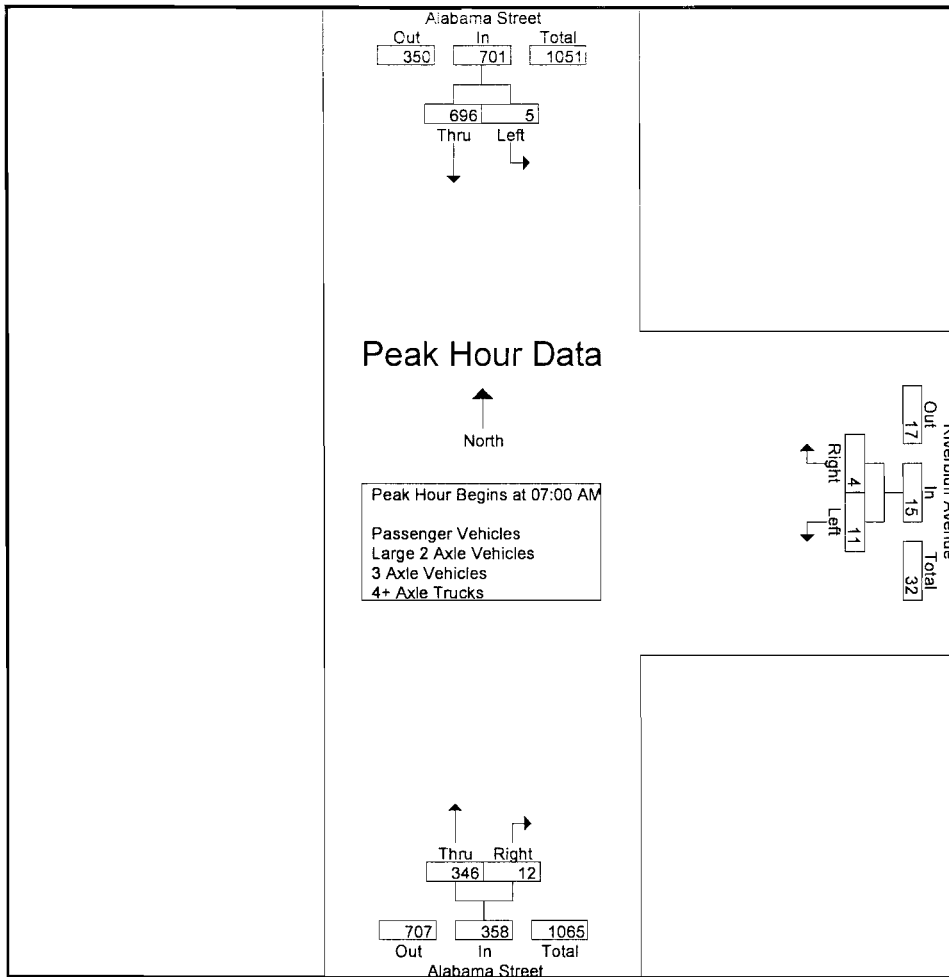 Alabama Street
Out In Total
350 701 1051
696 5
Thru Left
Peak Hour Data
North
Peak Hour Begins at 07:00 AM
Passenger Vehicles
Large 2 Axle Vehicles
3 Axle Vehicles
4+ Axle Trucks
Avenue
Out In Total
17 15 32
4 11
Right Left
Thru Right
346 12
707 358 1065
Out In Total
Alabama Street